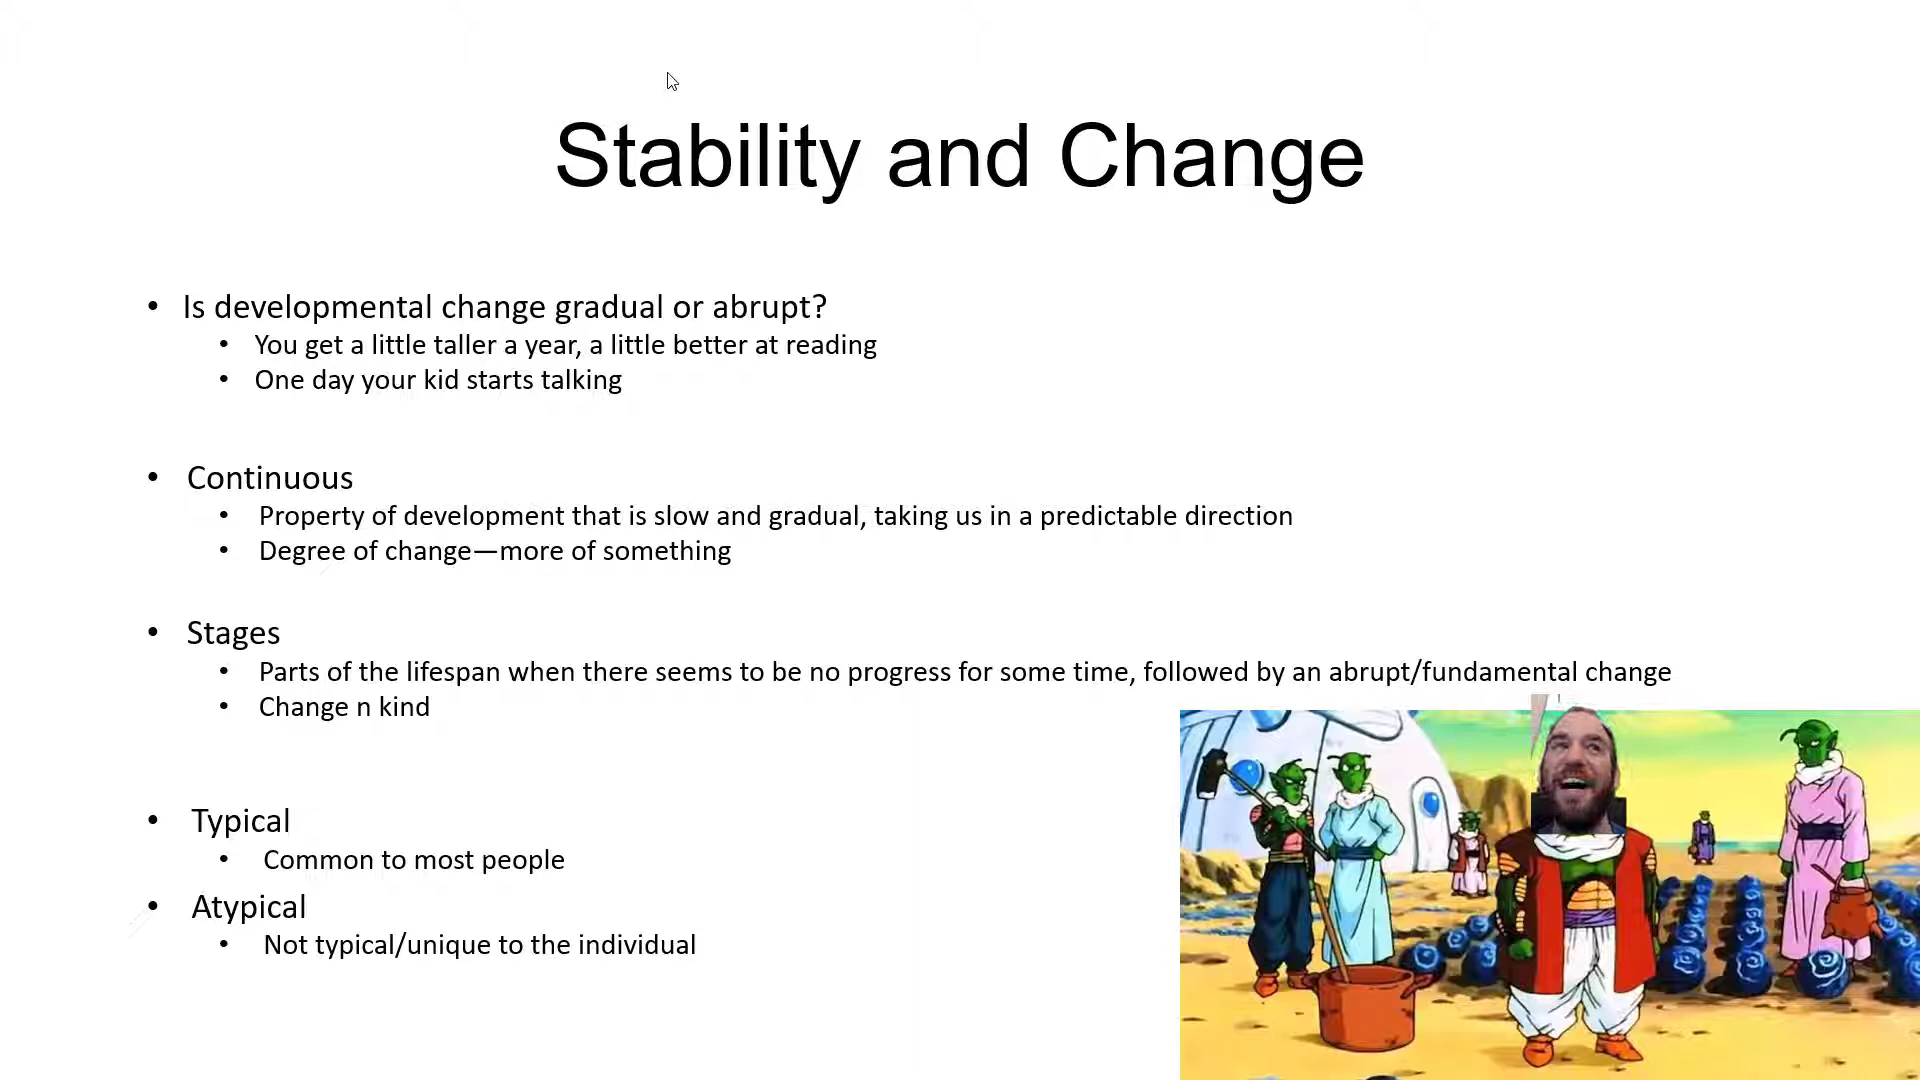 Stability and Change
• Is developmental change gradual or abrupt?
• You get a little taller a year, a little better at reading
• One day your kid starts talking
• Continuous
• Property of development that is slow and gradual, taking us in a predictable direction
• Degree of change—more of something
• Stages
• Parts of the lifespan when there seems to be no progress for some time, followed by an abrupt/fundamental change
• Change n kind
• Typical
• Common to most people
• Atypical
• Not typical/unique to the individual